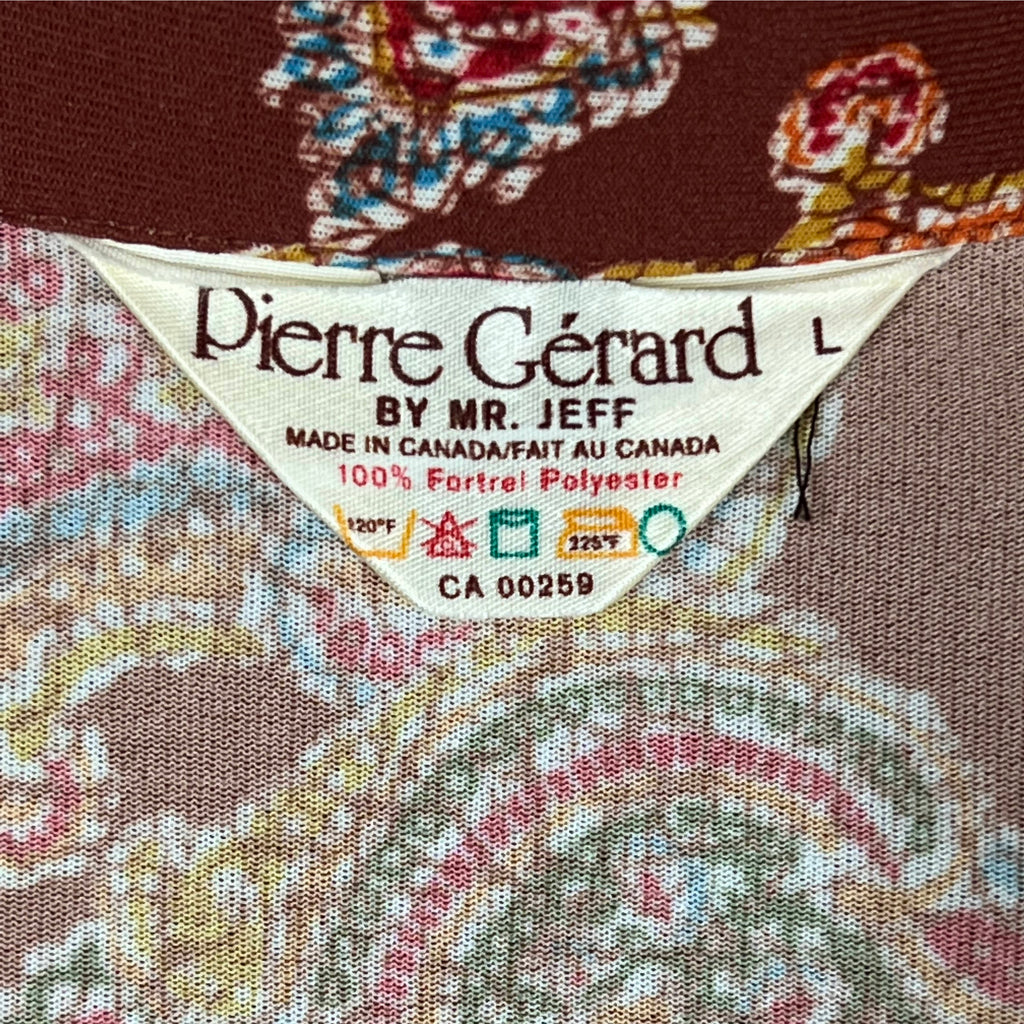 Pierre Gérard L
BY MR. JEFF
MADE IN CANADA/FAIT AU CANADA
100% Fortrel Polyester
120°F 225°F
CA 00259